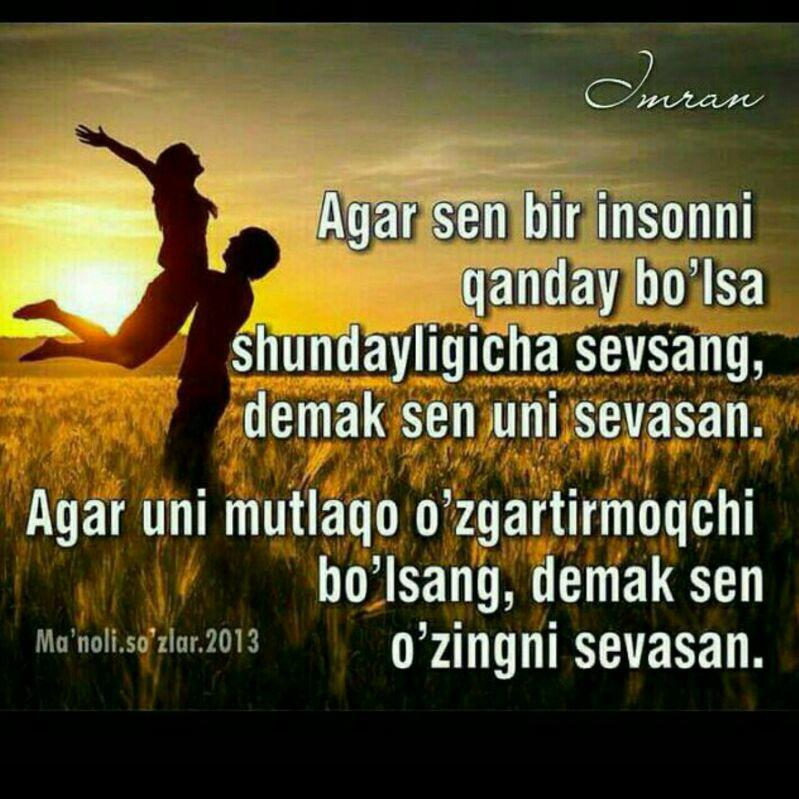 Imran
Agar sen bir insonni
qanday bo'lsa
shundayligicha sevsang,
demak sen uni sevasan.
Agar uni mutlaqo o'zgartirmoqchi
bo'lsang, demak sen
o'zingni sevasan.
Ma'noli.so'zlar.2013